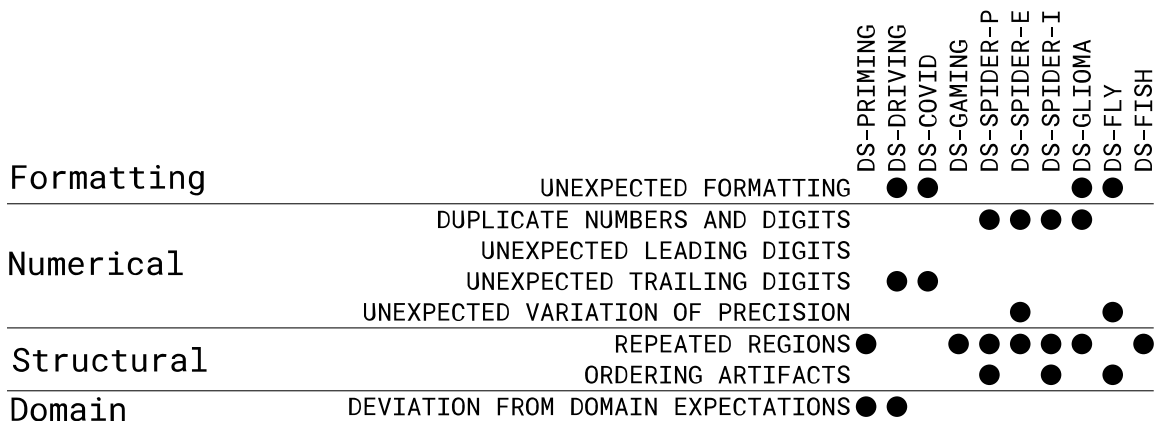 DS-PRIMING
DS-DRIVING
DS-COVID
DS-GAMING
DS-SPIDER-P
DS-SPIDER-E
DS-SPIDER-I
DS-GLIOMA
DS-FLY
DS-FISH
Formatting
UNEXPECTED FORMATTING
Numerical
DUPLICATE NUMBERS AND DIGITS
UNEXPECTED LEADING DIGITS
UNEXPECTED TRAILING DIGITS
UNEXPECTED VARIATION OF PRECISION
Structural
REPEATED REGIONS
ORDERING ARTIFACTS
Domain
DEVIATION FROM DOMAIN EXPECTATIONS